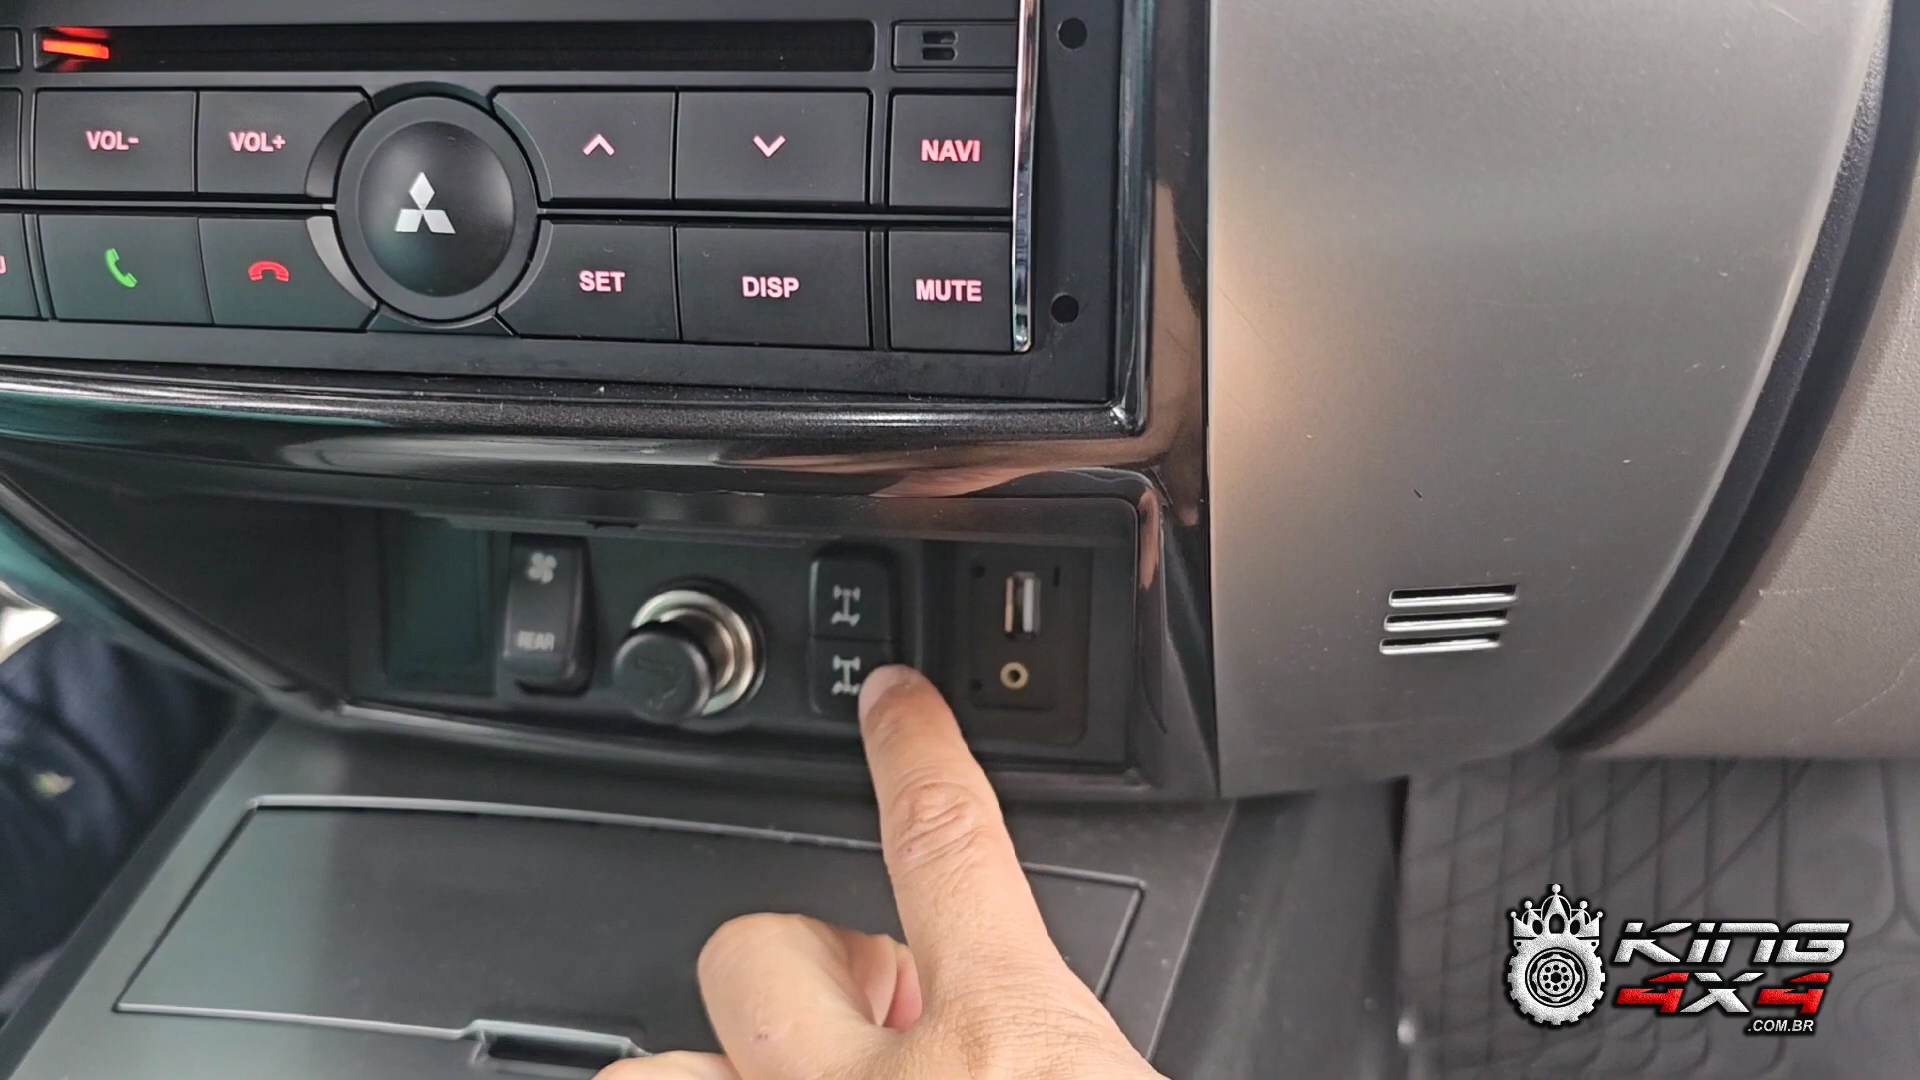 VOL-
VOL+
NAVI
SET
DISP
MUTE
REAR
KING
4X4
.COM.BR